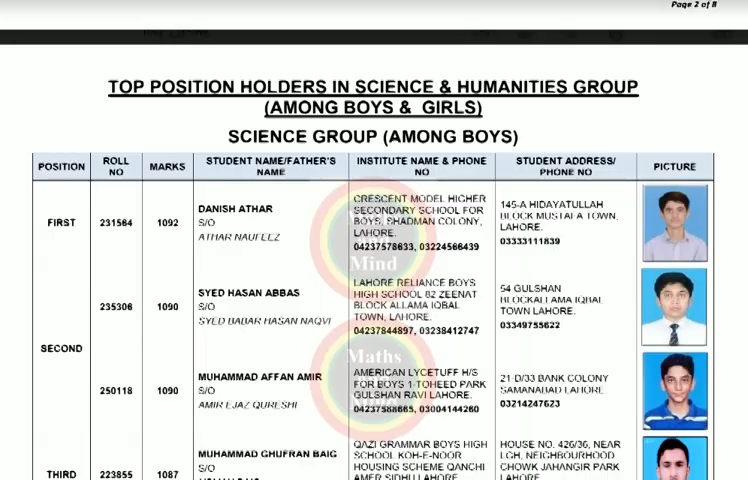 Page 2 of 8
TOP POSITION HOLDERS IN SCIENCE & HUMANITIES GROUP
(AMONG BOYS & GIRLS)
SCIENCE GROUP (AMONG BOYS)
POSITION ROLL NO MARKS STUDENT NAME/FATHER'S NAME INSTITUTE NAME & PHONE NO STUDENT ADDRESS/ PHONE NO PICTURE
FIRST 231564 1092
DANISH ATHAR
S/O
ATHAR NAUFEEZ
CRESCENT MODEL HIGHER
SECONDARY SCHOOL FOR
BOYS, SHADMAN COLONY,
LAHORE.
04237578633, 03224566439
145-A HIDAYATULLAH
BLOCK MUSTAFA TOWN,
LAHORE.
03333111839
SECOND
235306 1090
SYED HASAN ABBAS
S/O
SYED BABAR HASAN NAQVI
LAHORE RELIANCE BOYS
HIGH SCHOOL 82 ZEENAT
BLOCK ALLAMA IQBAL
TOWN, LAHORE.
04237844897, 03238412747
54 GULSHAN
BLOCKALLAMA IQBAL
TOWN LAHORE.
03349755622
250118 1090
MUHAMMAD AFFAN AMIR
S/O
AMIR EJAZ QURESHI
AMERICAN LYCETUFF H/S
FOR BOYS 1-TOHEED PARK
GULSHAN RAVI LAHORE.
04237588665, 03004144260
21-D/33 BANK COLONY
SAMANABAD LAHORE.
03214247623
THIRD 223855 1087
MUHAMMAD GHUFRAN BAIG
S/O
QAZI GRAMMAR BOYS HIGH
SCHOOL KOH-E-NOOR
HOUSING SCHEME QANCHI
AMER SIDHU LAHORE
HOUSE NO. 426/36, NEAR
LGH, NEIGHBOURHOOD
CHOWK JAHANGIR PARK
LAHORE
Mind
Maths